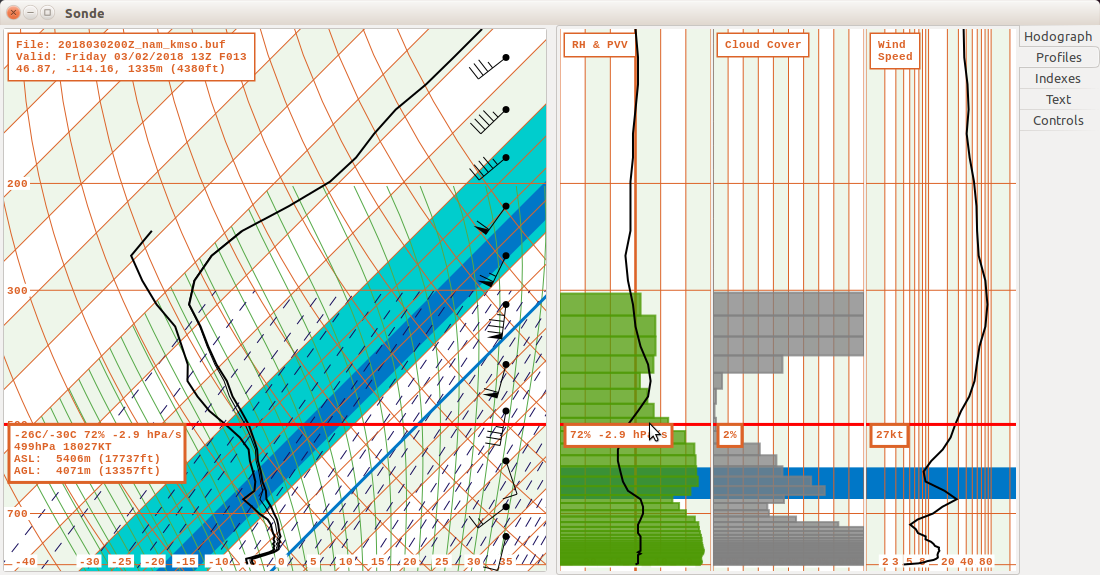 Sonde
File: 2018030200Z_nam_kmso.buf
Valid: Friday 03/02/2018 13Z F013
46.87, -114.16, 1335m (4380ft)
RH & PVV
Cloud Cover
Wind
Speed
Hodograph
Profiles
Indexes
Text
Controls
200
300
-26C/-30C 72% -2.9 hPa/s
499hPa 18027KT
ASL: 5406m (17737ft)
AGL: 4071m (13357ft)
72% -2.9 hPa/s
2%
27kt
700
-40 -30 -25 -20 -15 -10 0 5 10 15 20 25 30 35
2 3 5 20 40 80